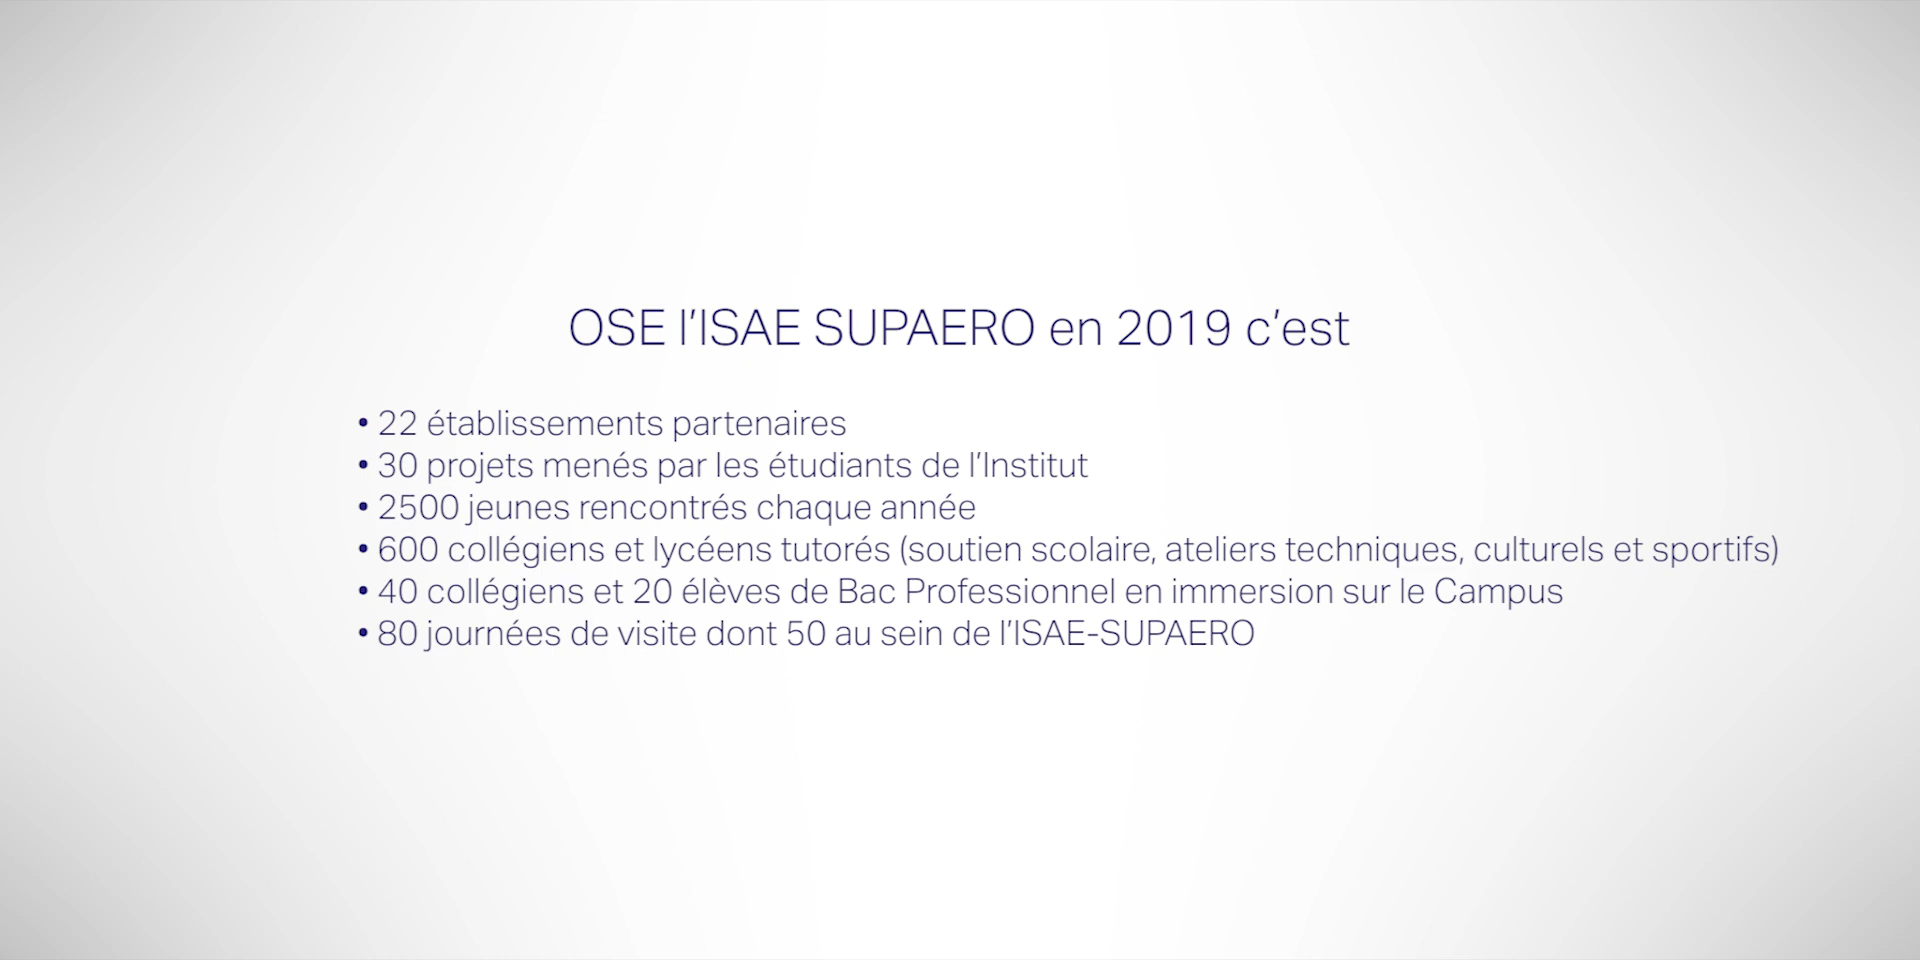 OSE l'ISAE SUPAERO en 2019 c'est
• 22 établissements partenaires
• 30 projets menés par les étudiants de l'Institut
• 2500 jeunes rencontrés chaque année
• 600 collégiens et lycéens tutorés (soutien scolaire, ateliers techniques, culturels et sportifs)
• 40 collégiens et 20 élèves de Bac Professionnel en immersion sur le Campus
• 80 journées de visite dont 50 au sein de l'ISAE-SUPAERO